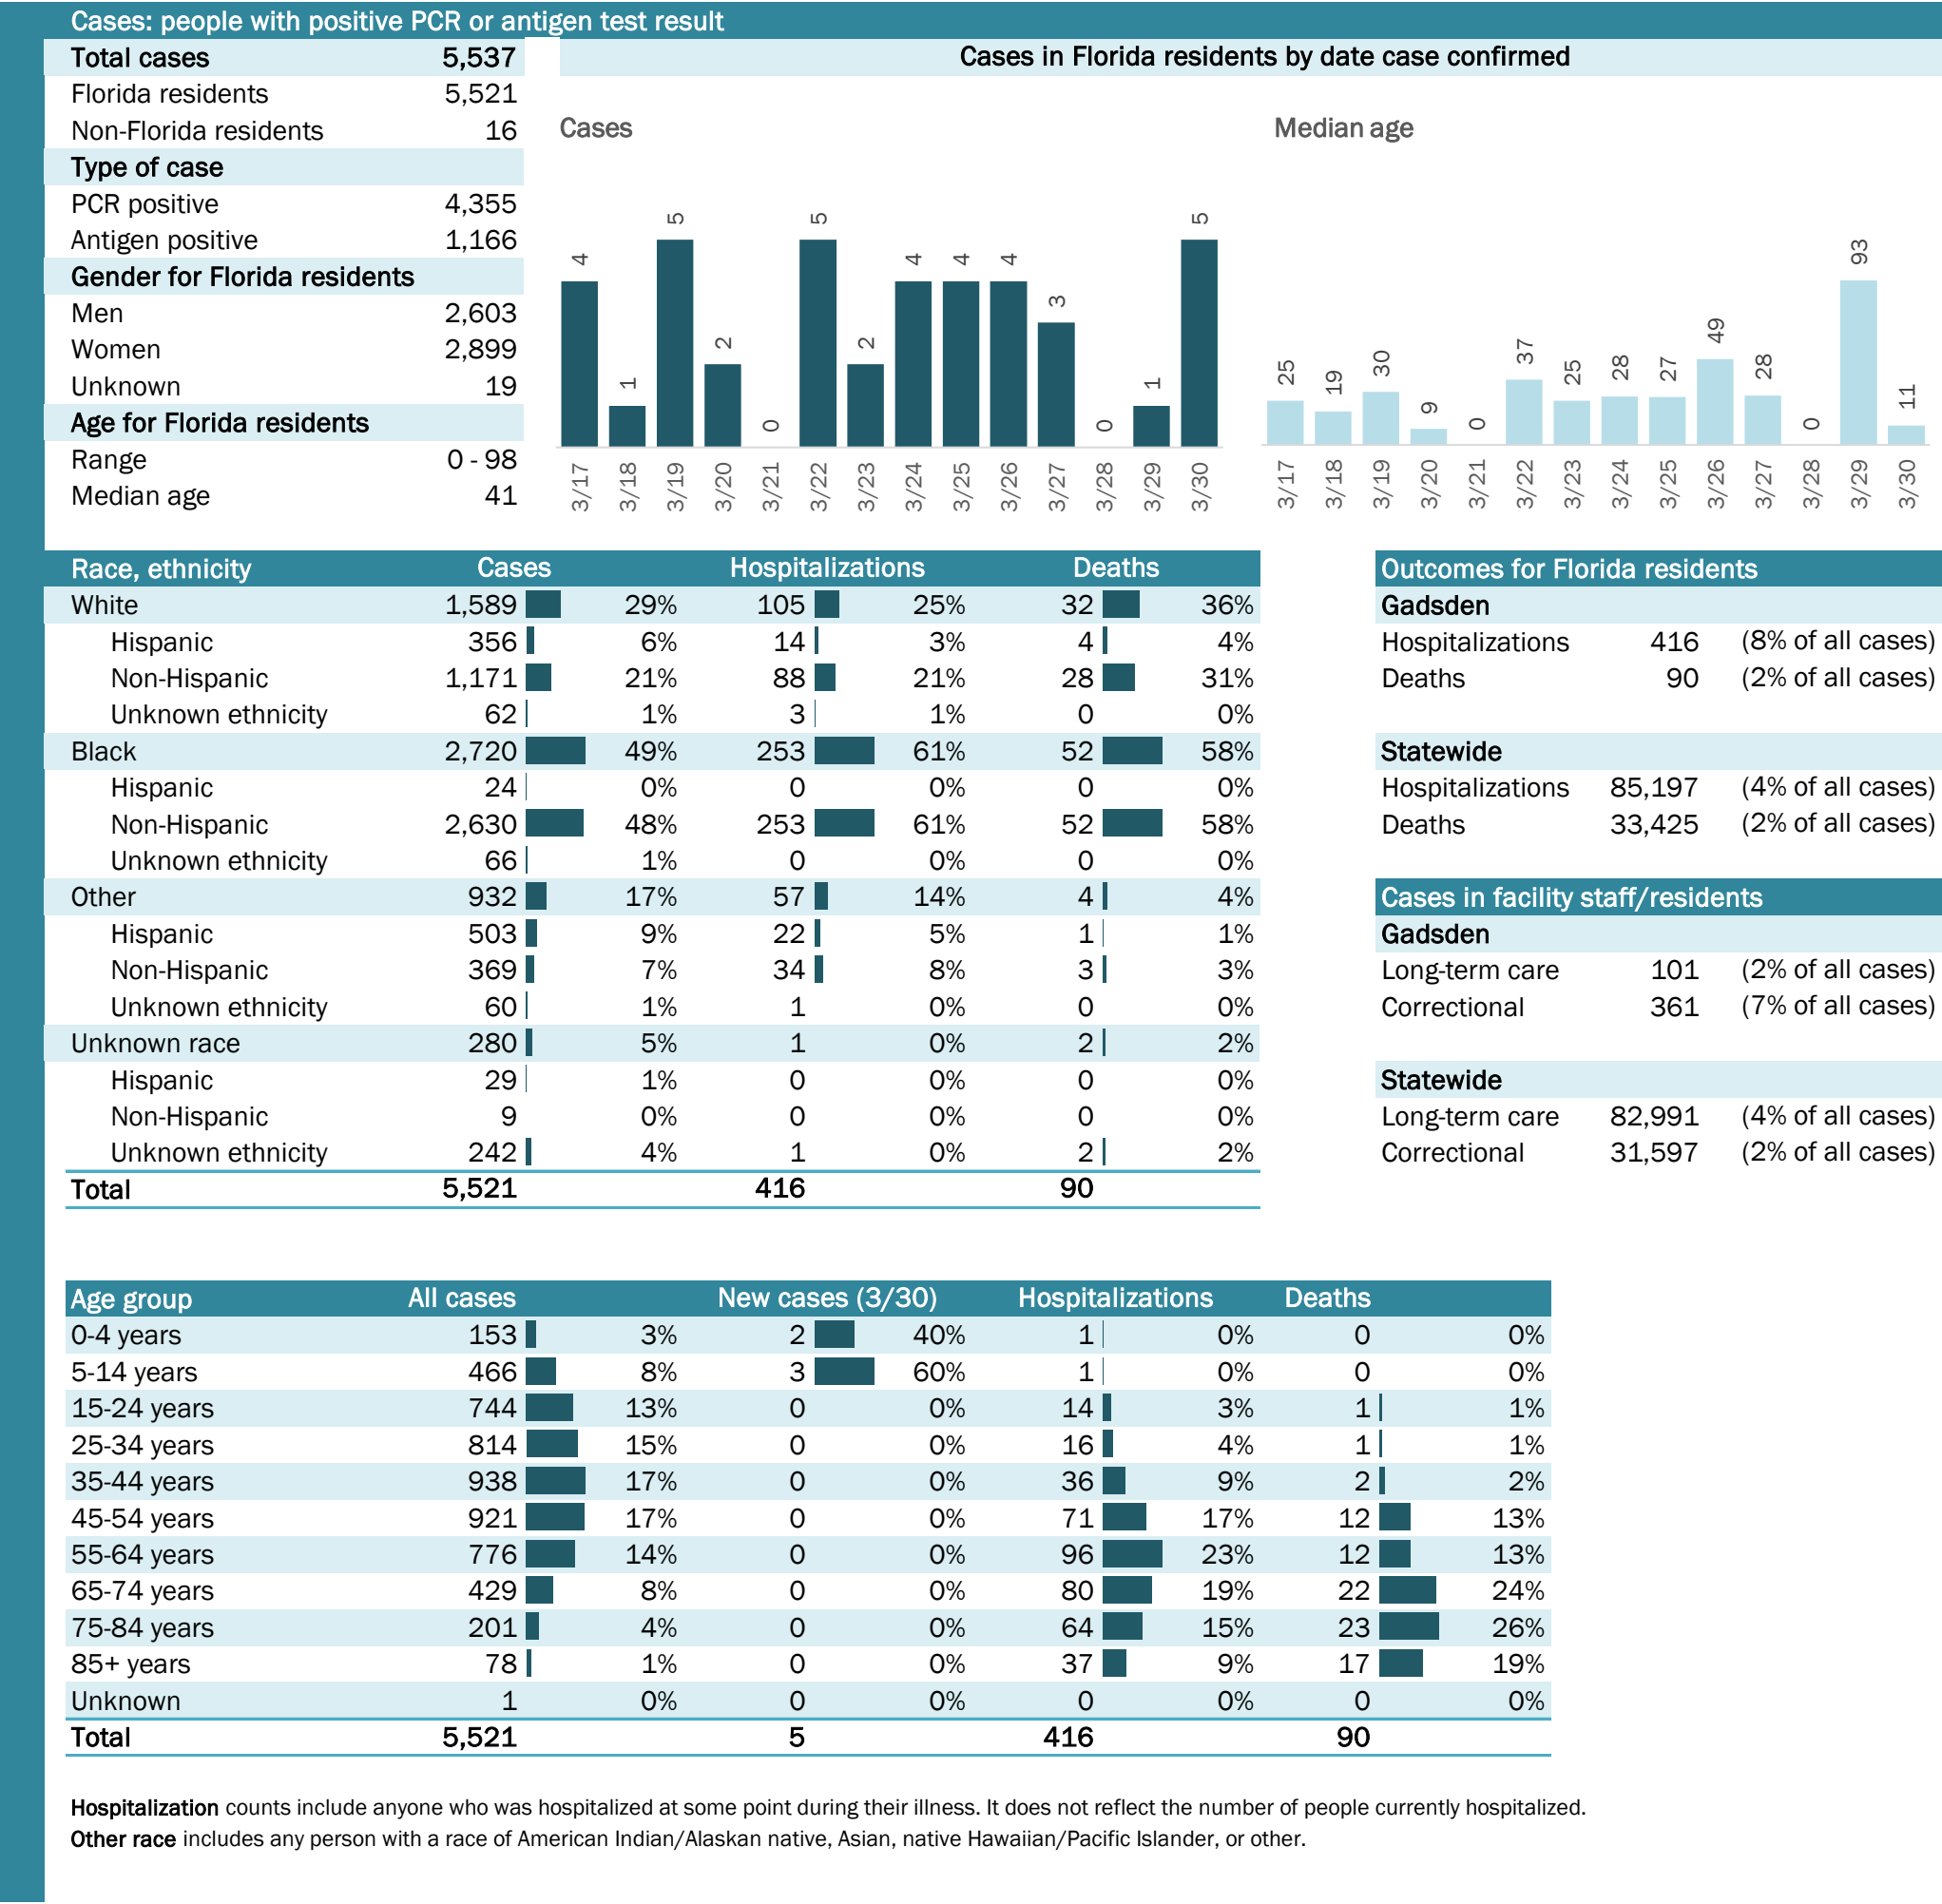 Cases: people with positive PCR or antigen test result
Total cases 5,537
Florida residents 5,521
Non-Florida residents 16
Type of case
PCR positive 4,355
Antigen positive 1,166
Gender for Florida residents
Men 2,603
Women 2,899
Unknown 19
Age for Florida residents
Range 0 - 98
Median age 41
Cases in Florida residents by date case confirmed
Cases
4 1 5 2 0 5 2 4 4 4 3 0 1 5
3/17 3/18 3/19 3/20 3/21 3/22 3/23 3/24 3/25 3/26 3/27 3/28 3/29 3/30
Median age
25 19 30 9 0 37 25 28 27 49 28 0 93 11
3/17 3/18 3/19 3/20 3/21 3/22 3/23 3/24 3/25 3/26 3/27 3/28 3/29 3/30
Race, ethnicity Cases Hospitalizations Deaths
White 1,589 29% 105 25% 32 36%
Hispanic 356 6% 14 3% 4 4%
Non-Hispanic 1,171 21% 88 21% 28 31%
Unknown ethnicity 62 1% 3 1% 0 0%
Black 2,720 49% 253 61% 52 58%
Hispanic 24 0% 0 0% 0 0%
Non-Hispanic 2,630 48% 253 61% 52 58%
Unknown ethnicity 66 1% 0 0% 0 0%
Other 932 17% 57 14% 4 4%
Hispanic 503 9% 22 5% 1 1%
Non-Hispanic 369 7% 34 8% 3 3%
Unknown ethnicity 60 1% 1 0% 0 0%
Unknown race 280 5% 1 0% 2 2%
Hispanic 29 1% 0 0% 0 0%
Non-Hispanic 9 0% 0 0% 0 0%
Unknown ethnicity 242 4% 1 0% 2 2%
Total 5,521 416 90
Outcomes for Florida residents
Gadsden
Hospitalizations 416 (8% of all cases)
Deaths 90 (2% of all cases)
Statewide
Hospitalizations 85,197 (4% of all cases)
Deaths 33,425 (2% of all cases)
Cases in facility staff/residents
Gadsden
Long-term care 101 (2% of all cases)
Correctional 361 (7% of all cases)
Statewide
Long-term care 82,991 (4% of all cases)
Correctional 31,597 (2% of all cases)
Age group All cases New cases (3/30) Hospitalizations Deaths
0-4 years 153 3% 2 40% 1 0% 0 0%
5-14 years 466 8% 3 60% 1 0% 0 0%
15-24 years 744 13% 0 0% 14 3% 1 1%
25-34 years 814 15% 0 0% 16 4% 1 1%
35-44 years 938 17% 0 0% 36 9% 2 2%
45-54 years 921 17% 0 0% 71 17% 12 13%
55-64 years 776 14% 0 0% 96 23% 12 13%
65-74 years 429 8% 0 0% 80 19% 22 24%
75-84 years 201 4% 0 0% 64 15% 23 26%
85+ years 78 1% 0 0% 37 9% 17 19%
Unknown 1 0% 0 0% 0 0% 0 0%
Total 5,521 5 416 90
Hospitalization counts include anyone who was hospitalized at some point during their illness. It does not reflect the number of people currently hospitalized.
Other race includes any person with a race of American Indian/Alaskan native, Asian, native Hawaiian/Pacific Islander, or other.